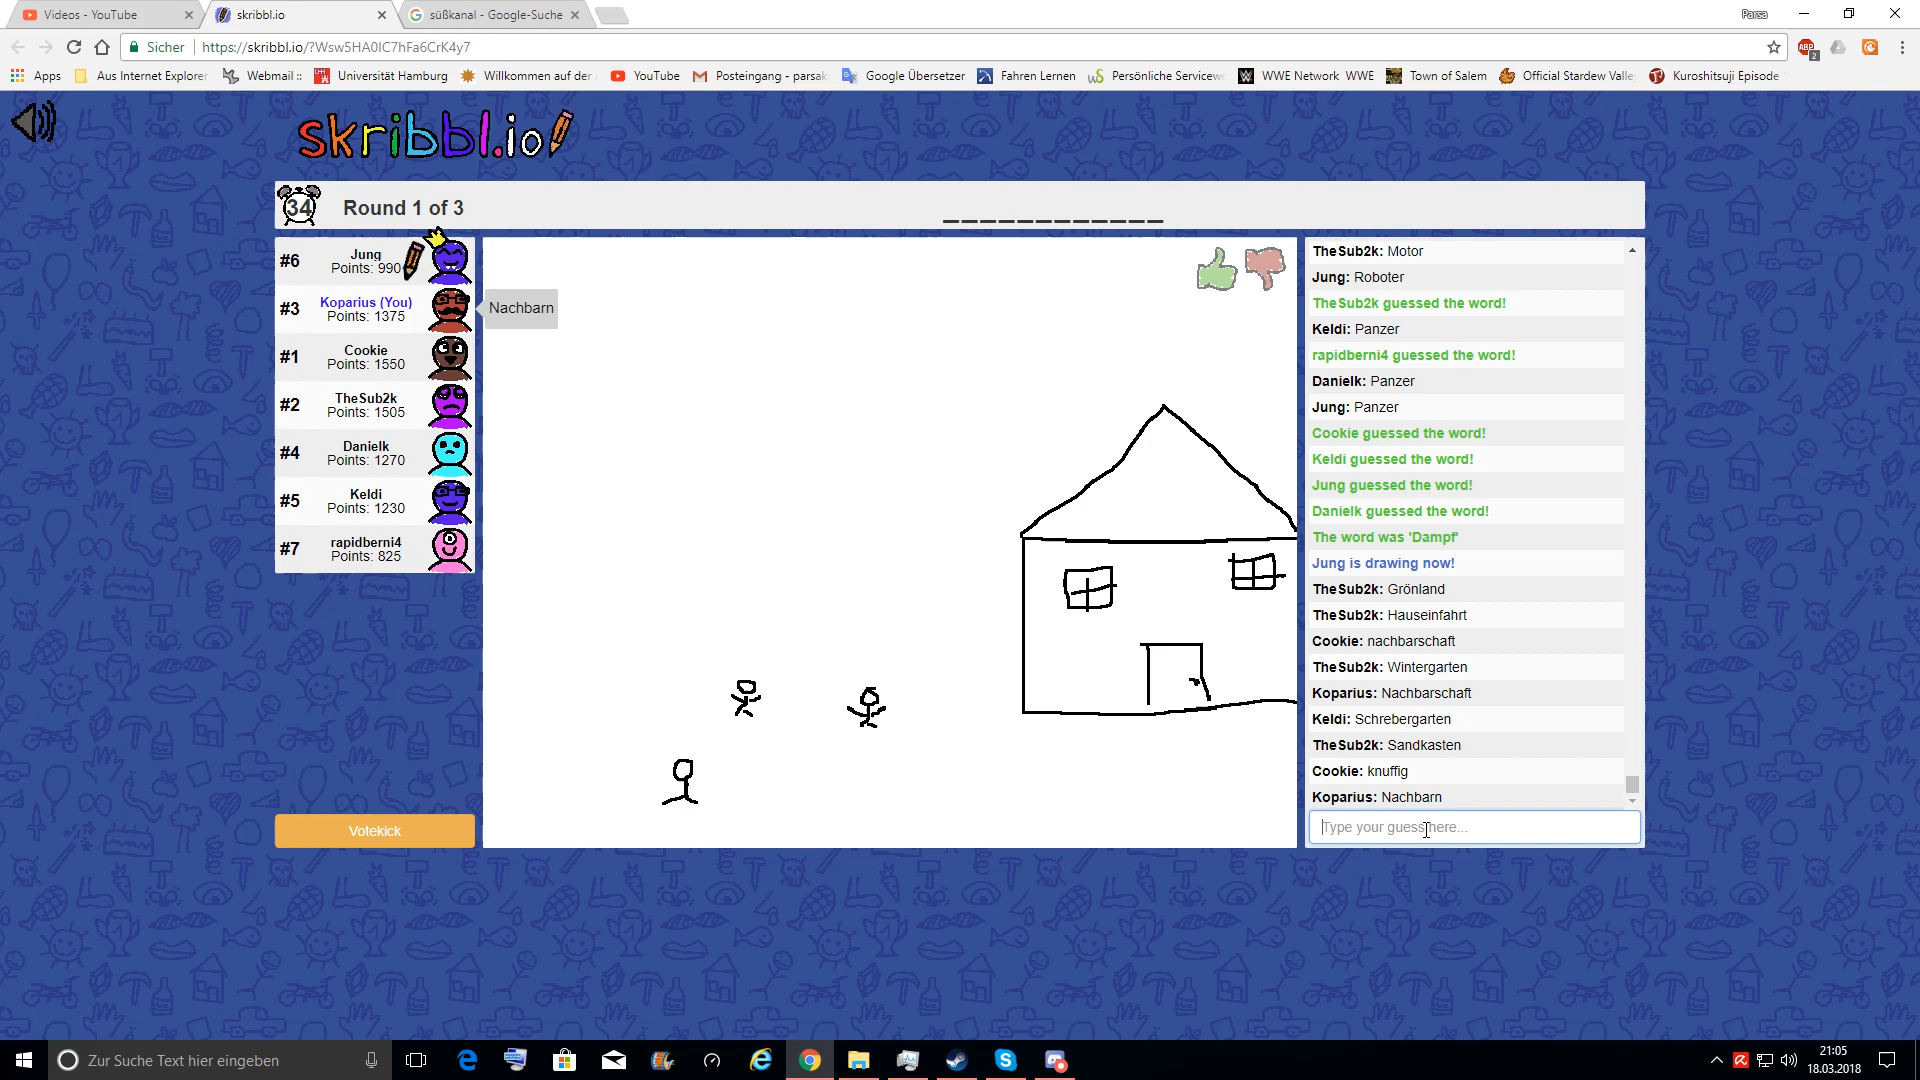 Videos - YouTube
skribbl.io
süßkanal - Google-Suche
Parsa
Sicher
https://skribbl.io/?Wsw5HA0IC7hFa6CrK4y7
ABP
2
Apps
Aus Internet Explorer
Webmail ::
Universität Hamburg
Willkommen auf der
YouTube
Posteingang - parsak
Google Übersetzer
Fahren Lernen
Persönliche Servicew
WWE Network WWE
Town of Salem
Official Stardew Valle
Kuroshitsuji Episode
skribbl.io
34
Round 1 of 3
____________
#6
Jung
Points: 990
#3
Koparius (You)
Points: 1375
Nachbarn
#1
Cookie
Points: 1550
#2
TheSub2k
Points: 1505
#4
Danielk
Points: 1270
#5
Keldi
Points: 1230
#7
rapidberni4
Points: 825
Votekick
TheSub2k: Motor
Jung: Roboter
TheSub2k guessed the word!
Keldi: Panzer
rapidberni4 guessed the word!
Danielk: Panzer
Jung: Panzer
Cookie guessed the word!
Keldi guessed the word!
Jung guessed the word!
Danielk guessed the word!
The word was 'Dampf'
Jung is drawing now!
TheSub2k: Grönland
TheSub2k: Hauseinfahrt
Cookie: nachbarschaft
TheSub2k: Wintergarten
Koparius: Nachbarschaft
Keldi: Schrebergarten
TheSub2k: Sandkasten
Cookie: knuffig
Koparius: Nachbarn
Type your guess here...
Zur Suche Text hier eingeben
21:05
18.03.2018